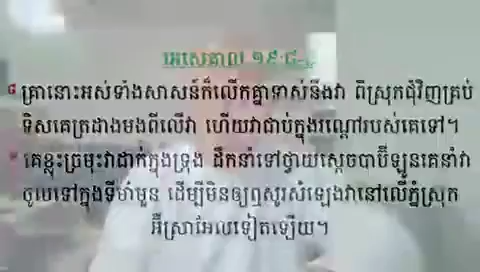 អេសេគាល ១៩:៨-៩
៨ គ្រានោះអស់ទាំងសាសន៍ក៏លើកគ្នាទាស់នឹងវា ពីស្រុកជុំវិញគ្រប់
ទិសគេត្រដាងមងពីលើវា ហើយវាជាប់ក្នុងរណ្តៅរបស់គេទៅ។
៩ គេខ្លុះច្រមុះវាដាក់ក្នុងទ្រុង ដឹកនាំទៅថ្វាយស្តេចបាប៊ីឡូនគេនាំវា
ចូលទៅក្នុងទីមាំមួន ដើម្បីមិនឲ្យឮសូរសំឡេងវានៅលើភ្នំស្រុក
អ៊ីស្រាអែលទៀតឡើយ។